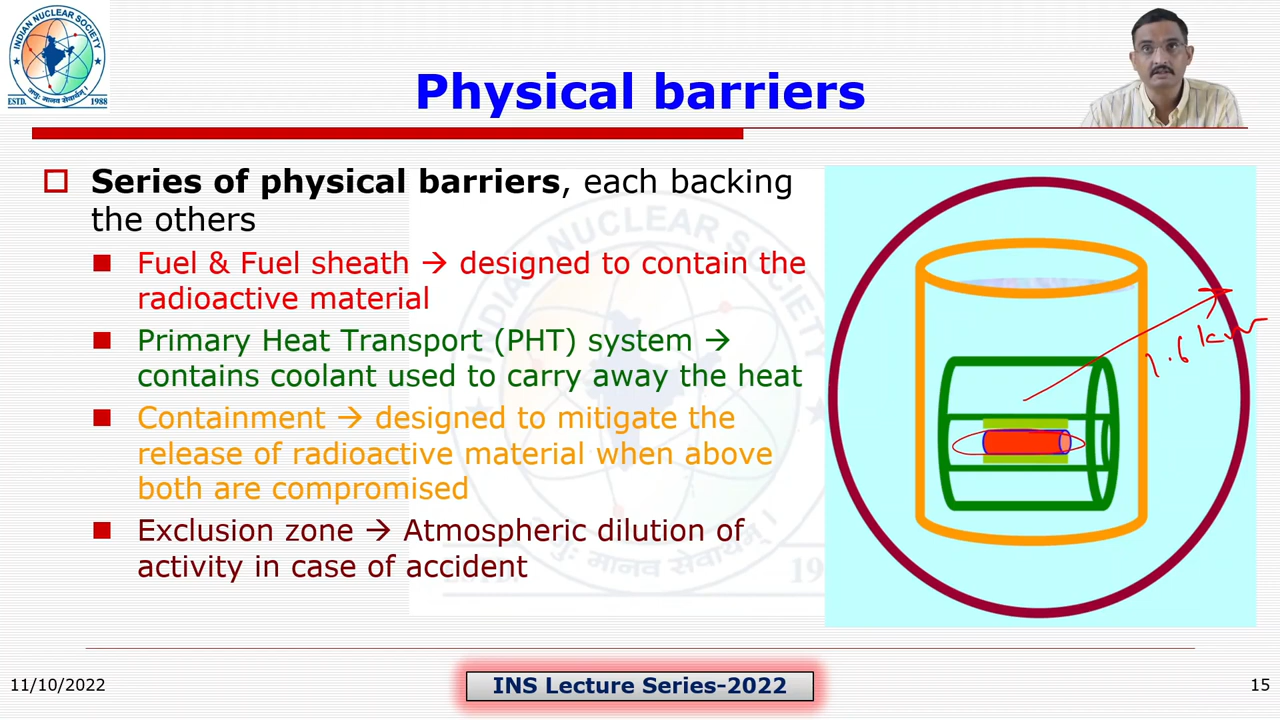 INDIAN NUCLEAR SOCIETY
ESTD. 1988
Physical barriers
Series of physical barriers, each backing
the others
Fuel & Fuel sheath → designed to contain the
radioactive material
Primary Heat Transport (PHT) system →
contains coolant used to carry away the heat
Containment → designed to mitigate the
release of radioactive material when above
both are compromised
Exclusion zone → Atmospheric dilution of
activity in case of accident
1.6 km
INS Lecture Series-2022
11/10/2022
15